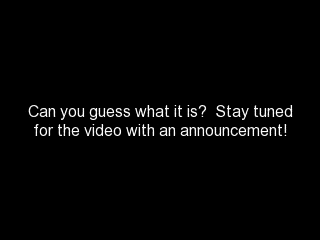 Can you guess what it is?  Stay tuned
for the video with an announcement!